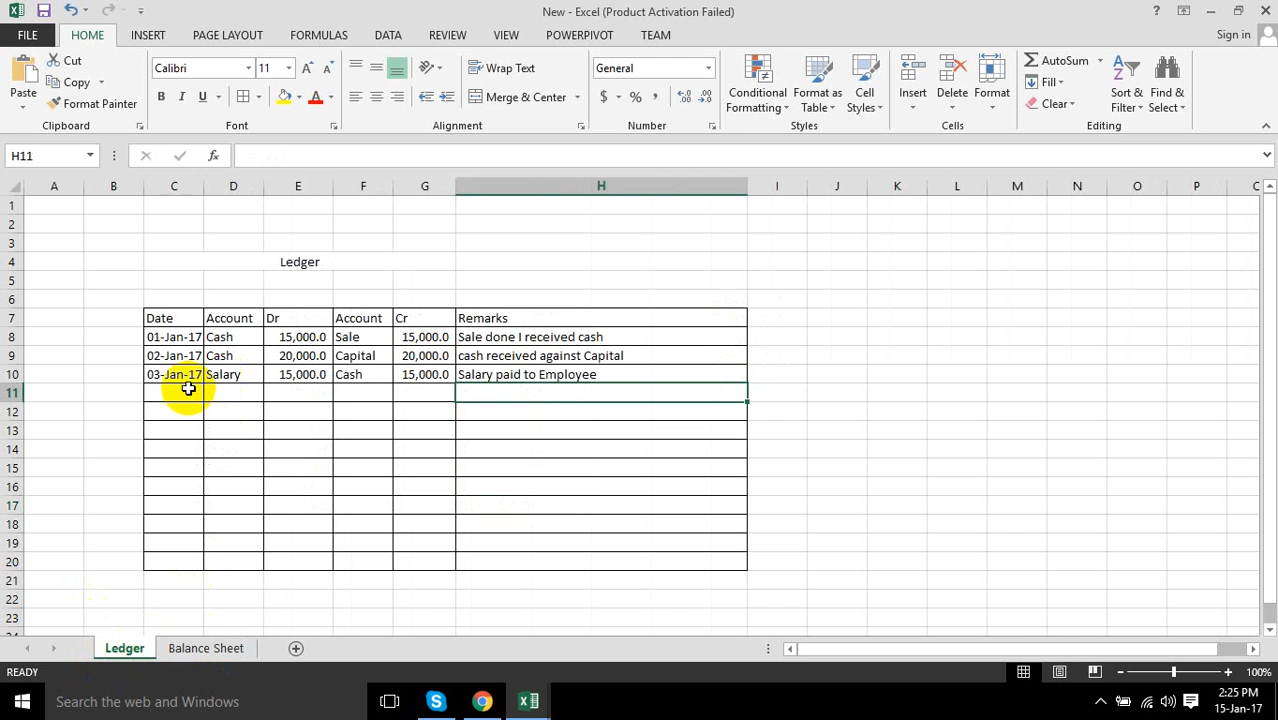 New - Excel (Product Activation Failed)
FILE HOME INSERT PAGE LAYOUT FORMULAS DATA REVIEW VIEW POWERPIVOT TEAM Sign in
Cut
Copy
Format Painter
Paste
Clipboard
Calibri 11
B I U
Font
Wrap Text
Merge & Center
Alignment
General
$ % ,
Number
Conditional Formatting
Format as Table
Cell Styles
Styles
Insert Delete Format
Cells
AutoSum
Fill
Clear
Sort & Filter
Find & Select
Editing
H11 fx
A B C D E F G H I J K L M N O P
1
2
3
4 Ledger
5
6
7 Date Account Dr Account Cr Remarks
8 01-Jan-17 Cash 15,000.0 Sale 15,000.0 Sale done I received cash
9 02-Jan-17 Cash 20,000.0 Capital 20,000.0 cash received against Capital
10 03-Jan-17 Salary 15,000.0 Cash 15,000.0 Salary paid to Employee
11
12
13
14
15
16
17
18
19
20
21
22
23
Ledger Balance Sheet
READY 100%
Search the web and Windows
2:25 PM
15-Jan-17